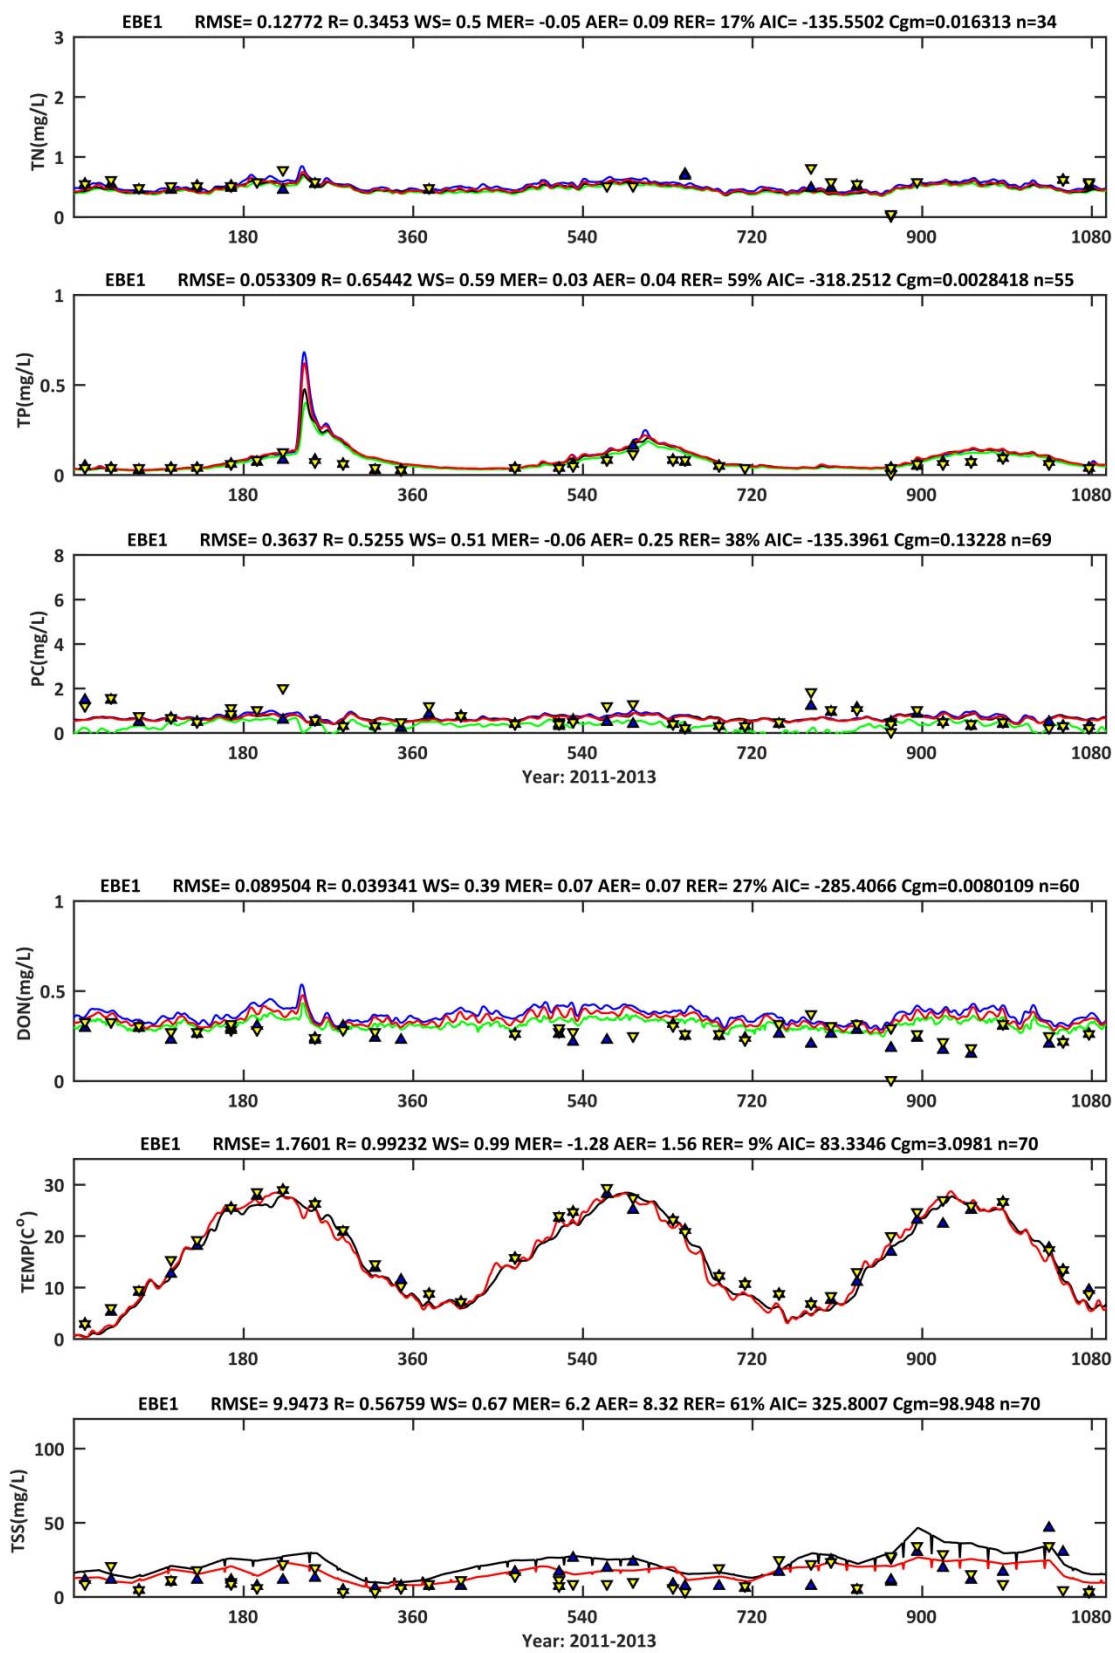 EBE1 RMSE= 0.12772 R= 0.3453 WS= 0.5 MER= -0.05 AER= 0.09 RER= 17% AIC= -135.5502 Cgm=0.016313 n=34
3
2
1
0
TN(mg/L)
180 360 540 720 900 1080
EBE1 RMSE= 0.053309 R= 0.65442 WS= 0.59 MER= 0.03 AER= 0.04 RER= 59% AIC= -318.2512 Cgm=0.0028418 n=55
1
0.5
0
TP(mg/L)
180 360 540 720 900 1080
EBE1 RMSE= 0.3637 R= 0.5255 WS= 0.51 MER= -0.06 AER= 0.25 RER= 38% AIC= -135.3961 Cgm=0.13228 n=69
8
6
4
2
0
PC(mg/L)
180 360 540 720 900 1080
Year: 2011-2013
EBE1 RMSE= 0.089504 R= 0.039341 WS= 0.39 MER= 0.07 AER= 0.07 RER= 27% AIC= -285.4066 Cgm=0.0080109 n=60
1
0.5
0
DON(mg/L)
180 360 540 720 900 1080
EBE1 RMSE= 1.7601 R= 0.99232 WS= 0.99 MER= -1.28 AER= 1.56 RER= 9% AIC= 83.3346 Cgm=3.0981 n=70
30
20
10
0
TEMP(C°)
180 360 540 720 900 1080
EBE1 RMSE= 9.9473 R= 0.56759 WS= 0.67 MER= 6.2 AER= 8.32 RER= 61% AIC= 325.8007 Cgm=98.948 n=70
100
50
0
TSS(mg/L)
180 360 540 720 900 1080
Year: 2011-2013